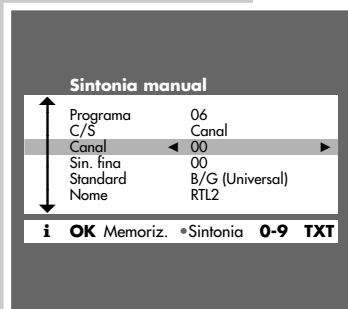 Sintonia manual
Programa 06
C/S Canal
Canal ◄ 00 ►
Sin. fina 00
Standard B/G (Universal)
Nome RTL2
i OK Memoriz. •Sintonia 0-9 TXT